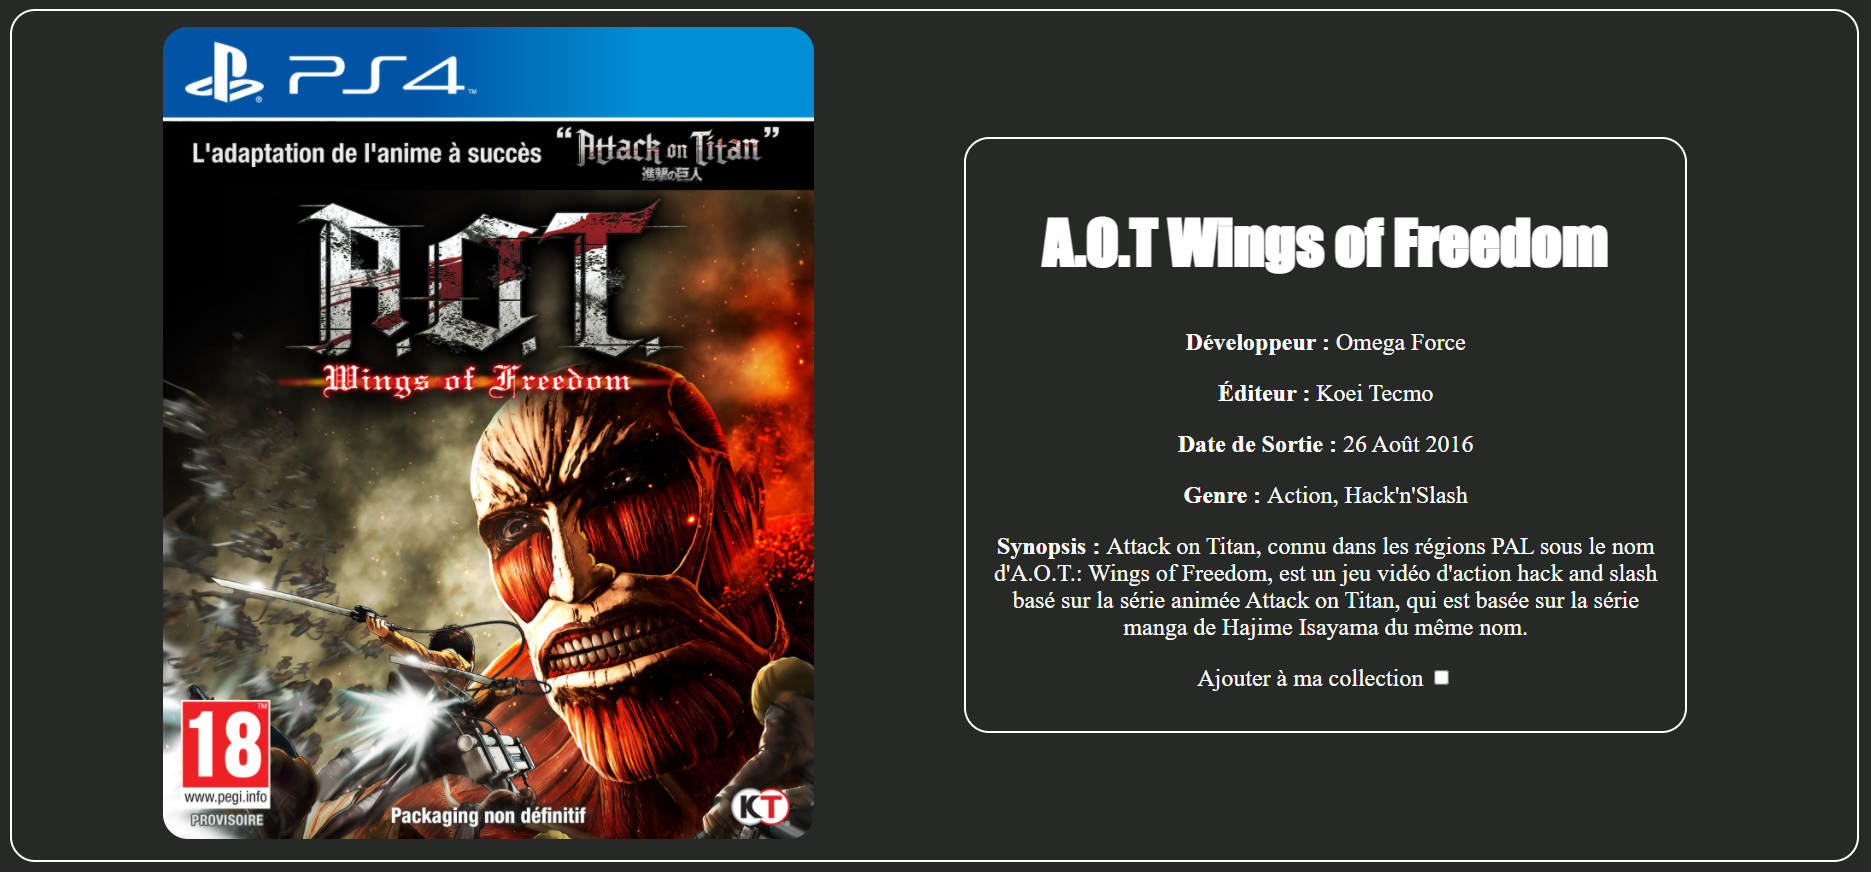 PS4™
L'adaptation de l'anime à succès “Attack on Titan”
進撃の巨人
A.O.T.
Wings of Freedom
18
www.pegi.info
PROVISOIRE
Packaging non définitif
KT
A.O.T Wings of Freedom
Développeur : Omega Force
Éditeur : Koei Tecmo
Date de Sortie : 26 Août 2016
Genre : Action, Hack'n'Slash
Synopsis : Attack on Titan, connu dans les régions PAL sous le nom
d'A.O.T.: Wings of Freedom, est un jeu vidéo d'action hack and slash
basé sur la série animée Attack on Titan, qui est basée sur la série
manga de Hajime Isayama du même nom.
Ajouter à ma collection